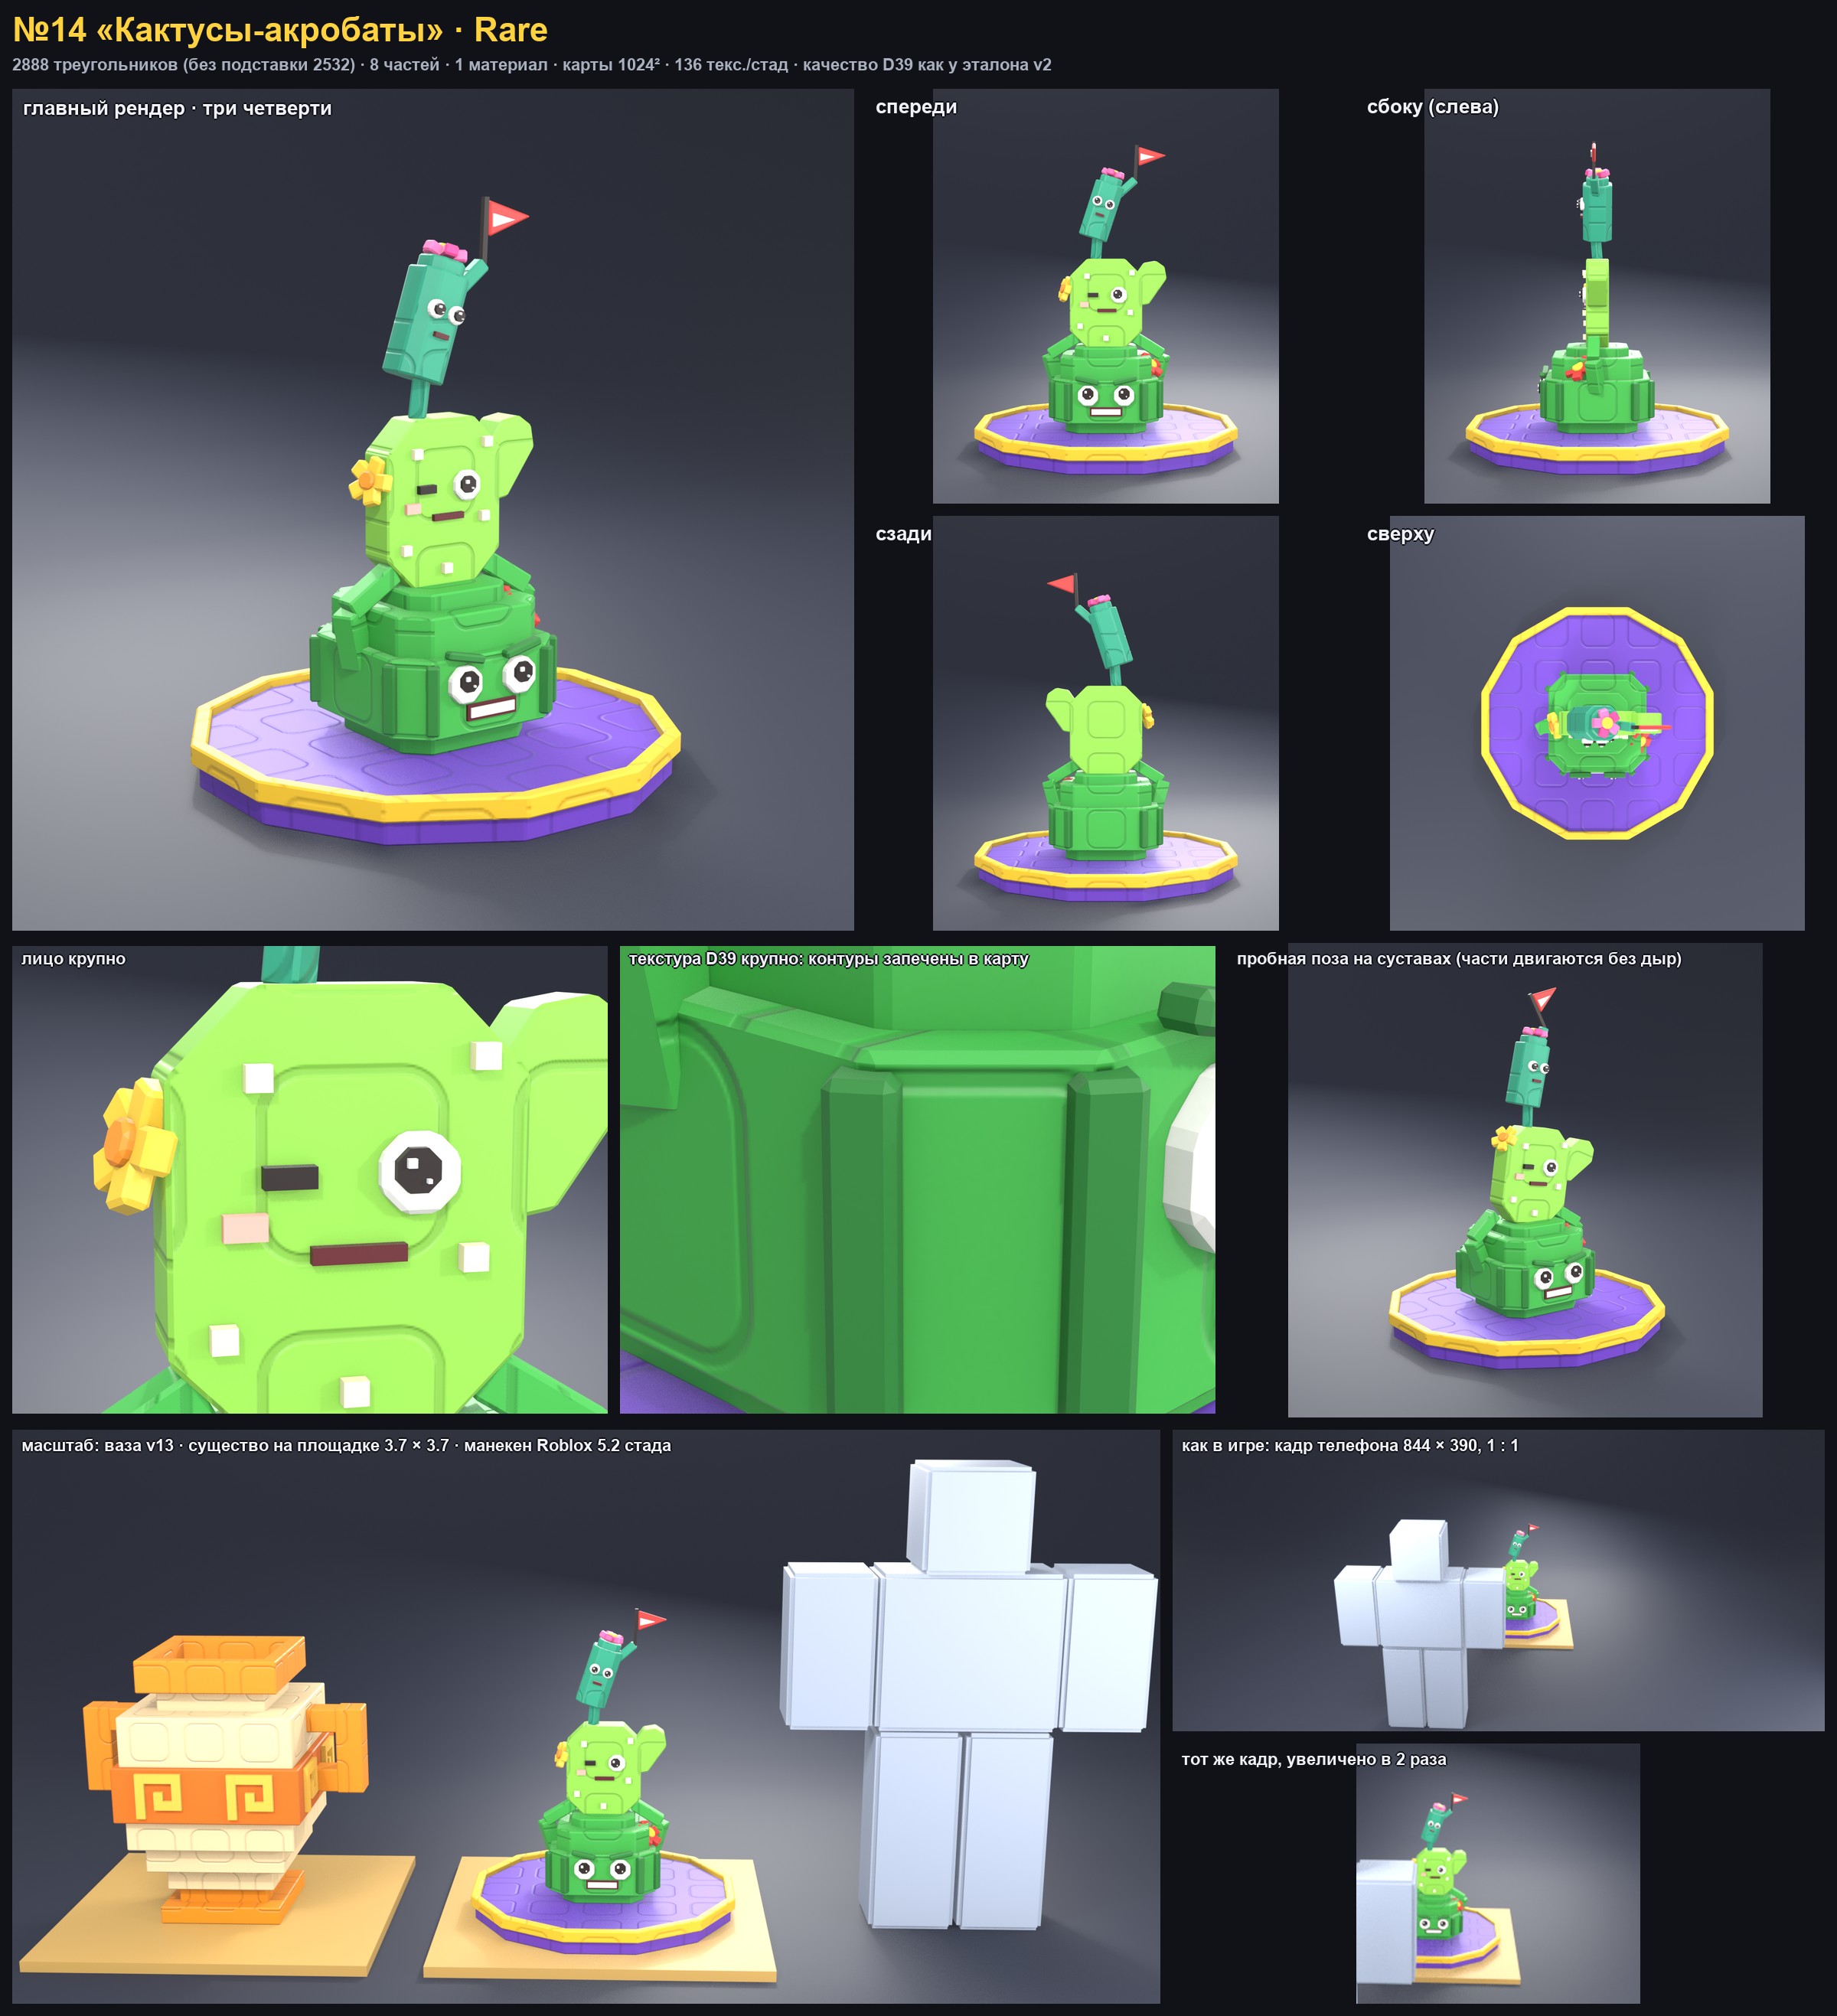 №14 «Кактусы-акробаты» · Rare
2888 треугольников (без подставки 2532) · 8 частей · 1 материал · карты 1024² · 136 текс./стад · качество D39 как у эталона v2
главный рендер · три четверти
спереди
сбоку (слева)
сзади
сверху
лицо крупно
текстура D39 крупно: контуры запечены в карту
пробная поза на суставах (части двигаются без дыр)
масштаб: ваза v13 · существо на площадке 3.7 × 3.7 · манекен Roblox 5.2 стада
как в игре: кадр телефона 844 × 390, 1 : 1
тот же кадр, увеличено в 2 раза